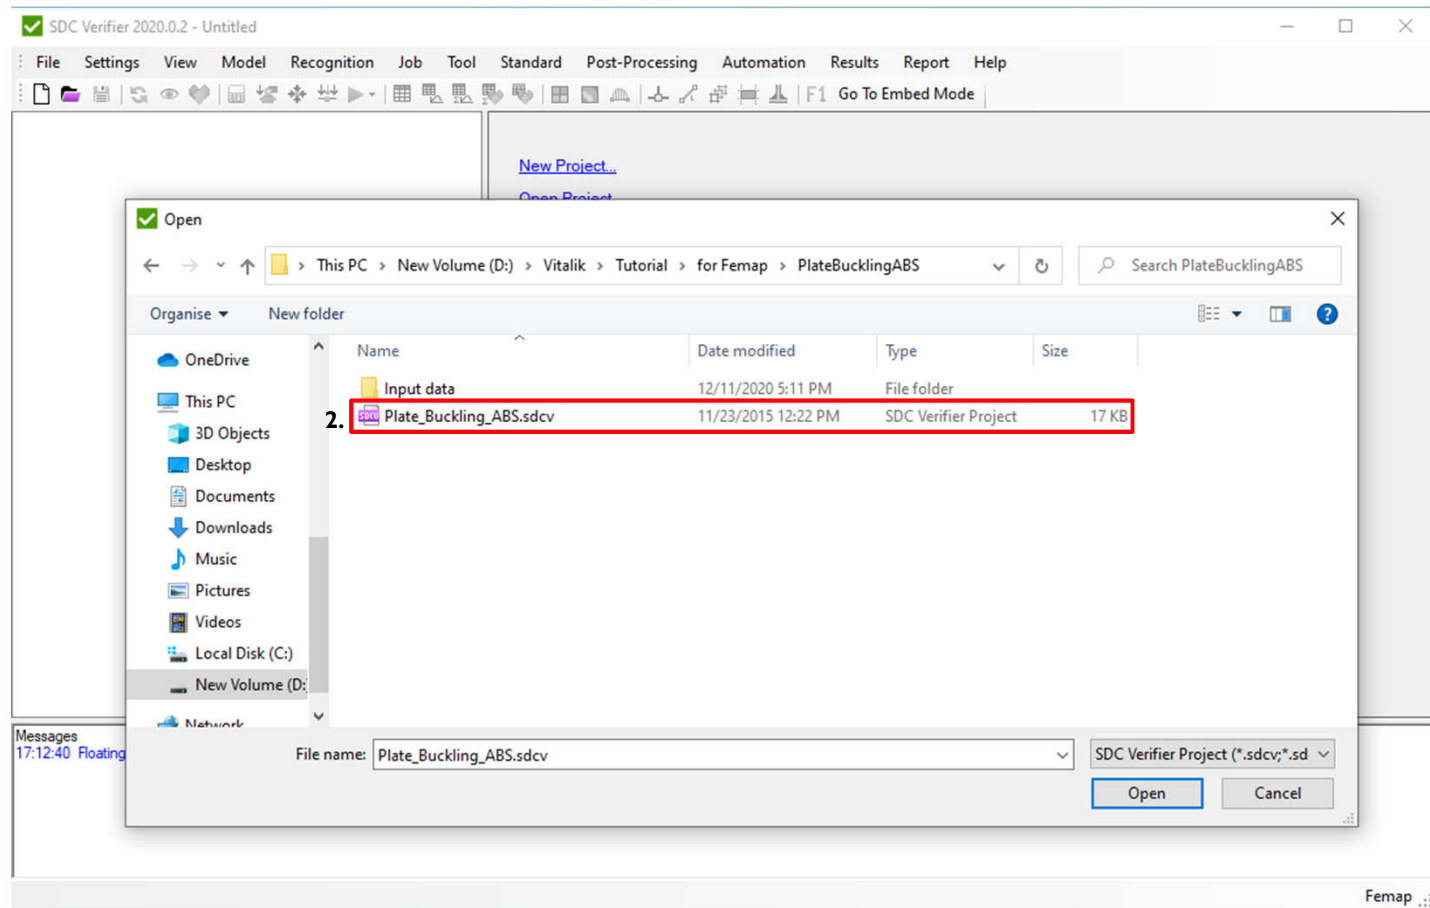 SDC Verifier 2020.0.2 - Untitled
File Settings View Model Recognition Job Tool Standard Post-Processing Automation Results Report Help
F1 Go To Embed Mode
New Project...
Open Project
Open
This PC > New Volume (D:) > Vitalik > Tutorial > for Femap > PlateBucklingABS
Search PlateBucklingABS
Organise New folder
Name Date modified Type Size
OneDrive
This PC
3D Objects
Desktop
Documents
Downloads
Music
Pictures
Videos
Local Disk (C:)
New Volume (D:
Network
Input data 12/11/2020 5:11 PM File folder
2. SDCV Plate_Buckling_ABS.sdcv 11/23/2015 12:22 PM SDC Verifier Project 17 KB
Messages
17:12:40 Floating
File name: Plate_Buckling_ABS.sdcv
SDC Verifier Project (*.sdcv;*.sd
Open Cancel
Femap